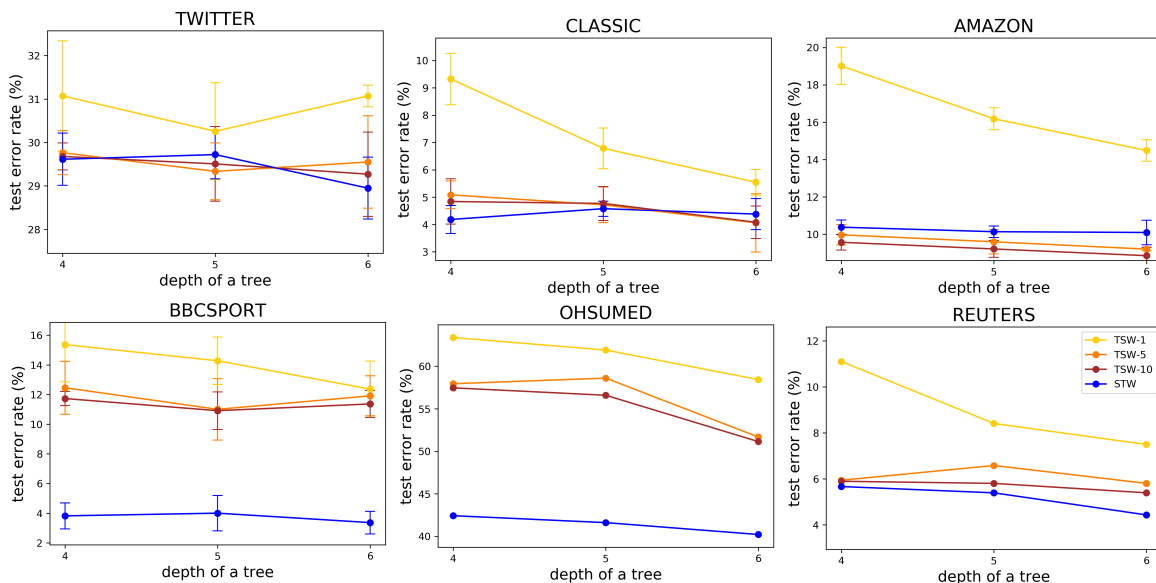 TWITTER
test error rate (%)
32
31
30
29
28
4
5
6
depth of a tree
CLASSIC
test error rate (%)
10
9
8
7
6
5
4
3
4
5
6
depth of a tree
AMAZON
test error rate (%)
20
18
16
14
12
10
4
5
6
depth of a tree
BBCSPORT
test error rate (%)
16
14
12
10
8
6
4
2
4
5
6
depth of a tree
OHSUMED
test error rate (%)
60
55
50
45
40
4
5
6
depth of a tree
REUTERS
test error rate (%)
12
10
8
6
4
4
5
6
depth of a tree
TSW-1
TSW-5
TSW-10
STW